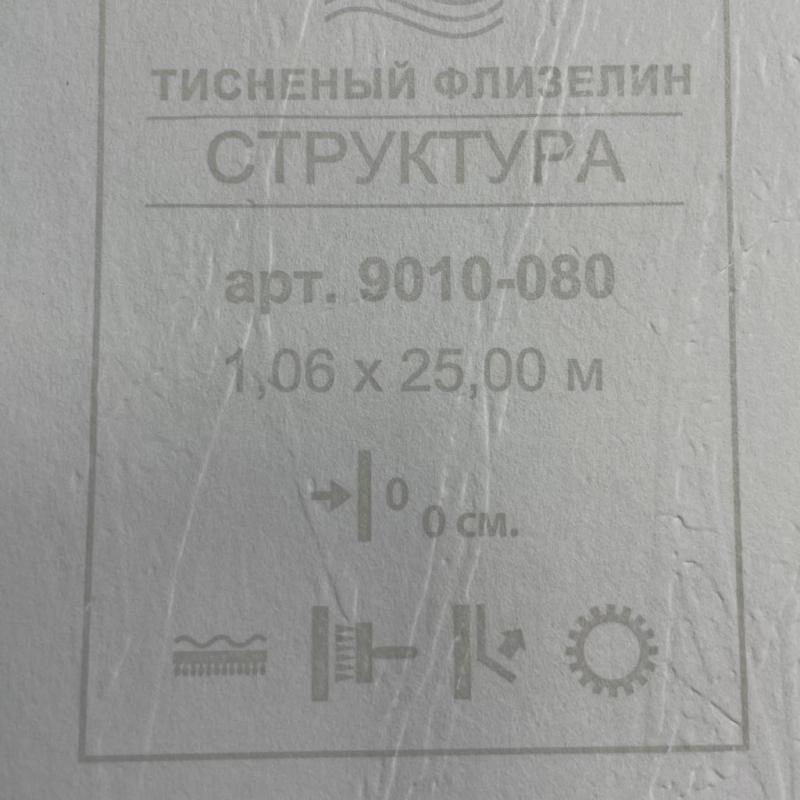 ТИСНЕНЫЙ ФЛИЗЕЛИН
СТРУКТУРА
арт. 9010-080
1,06 х 25,00 м
0
0 см.